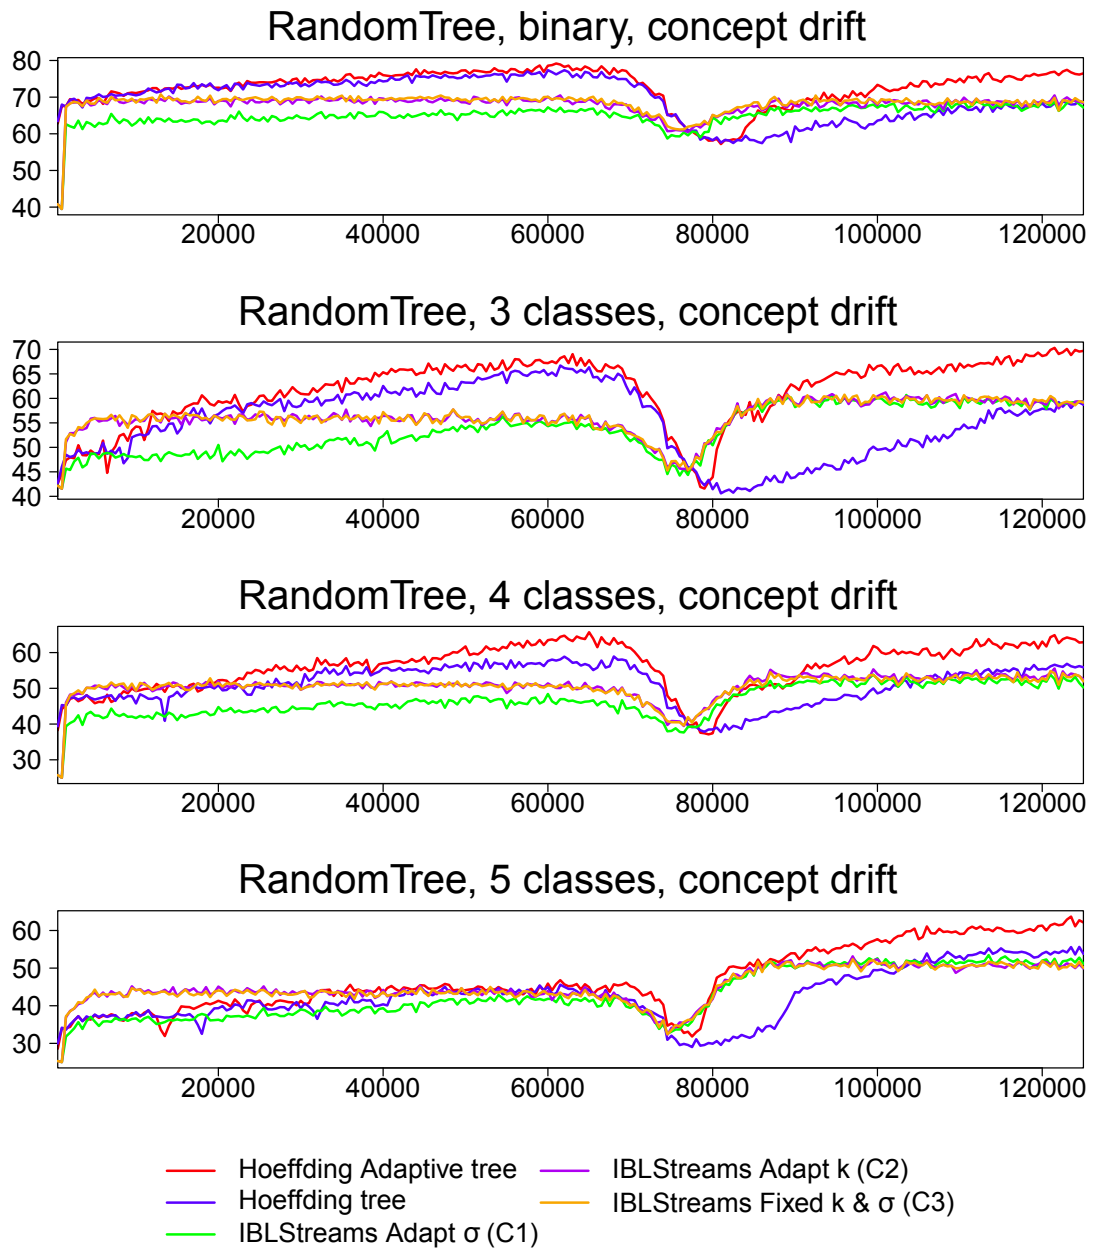 RandomTree, binary, concept drift
80
70
60
50
40
20000 40000 60000 80000 100000 120000
RandomTree, 3 classes, concept drift
70
65
60
55
50
45
40
20000 40000 60000 80000 100000 120000
RandomTree, 4 classes, concept drift
60
50
40
30
20000 40000 60000 80000 100000 120000
RandomTree, 5 classes, concept drift
60
50
40
30
20000 40000 60000 80000 100000 120000
Hoeffding Adaptive tree
Hoeffding tree
IBLStreams Adapt σ (C1)
IBLStreams Adapt k (C2)
IBLStreams Fixed k & σ (C3)